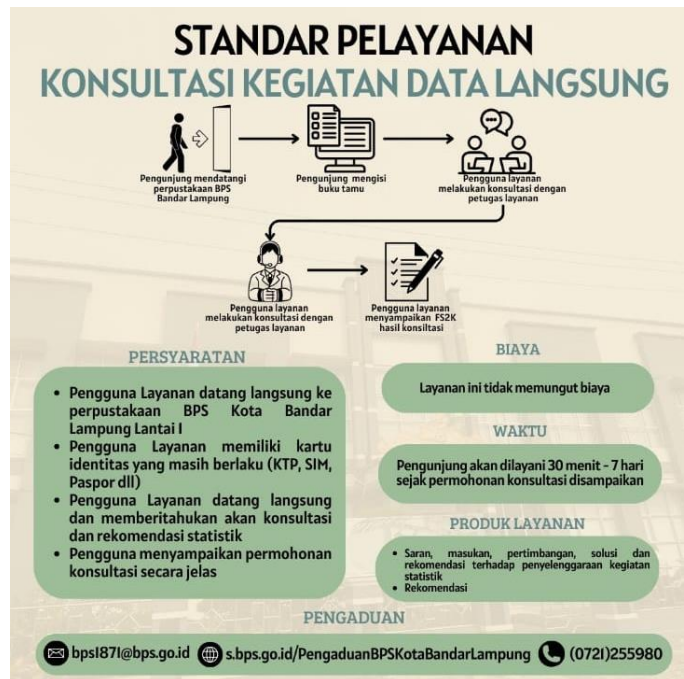 STANDAR PELAYANAN
KONSULTASI KEGIATAN DATA LANGSUNG
Pengunjung mendatangi
perpustakaan BPS
Bandar Lampung
Pengunjung mengisi
buku tamu
Pengguna layanan
melakukan konsultasi dengan
petugas layanan
Pengguna layanan
melakukan konsultasi dengan
petugas layanan
Pengguna layanan
menyampaikan FS2K
hasil konsiltasi
PERSYARATAN
• Pengguna Layanan datang langsung ke
perpustakaan BPS Kota Bandar
Lampung Lantai 1
• Pengguna Layanan memiliki kartu
identitas yang masih berlaku (KTP, SIM,
Paspor dll)
• Pengguna Layanan datang langsung
dan memberitahukan akan konsultasi
dan rekomendasi statistik
• Pengguna menyampaikan permohonan
konsultasi secara jelas
BIAYA
Layanan ini tidak memungut biaya
WAKTU
Pengunjung akan dilayani 30 menit - 7 hari
sejak permohonan konsultasi disampaikan
PRODUK LAYANAN
• Saran, masukan, pertimbangan, solusi dan
rekomendasi terhadap penyelenggaraan kegiatan
statistik
• Rekomendasi
PENGADUAN
bps1871@bps.go.id s.bps.go.id/PengaduanBPSKotaBandarLampung (0721)255980